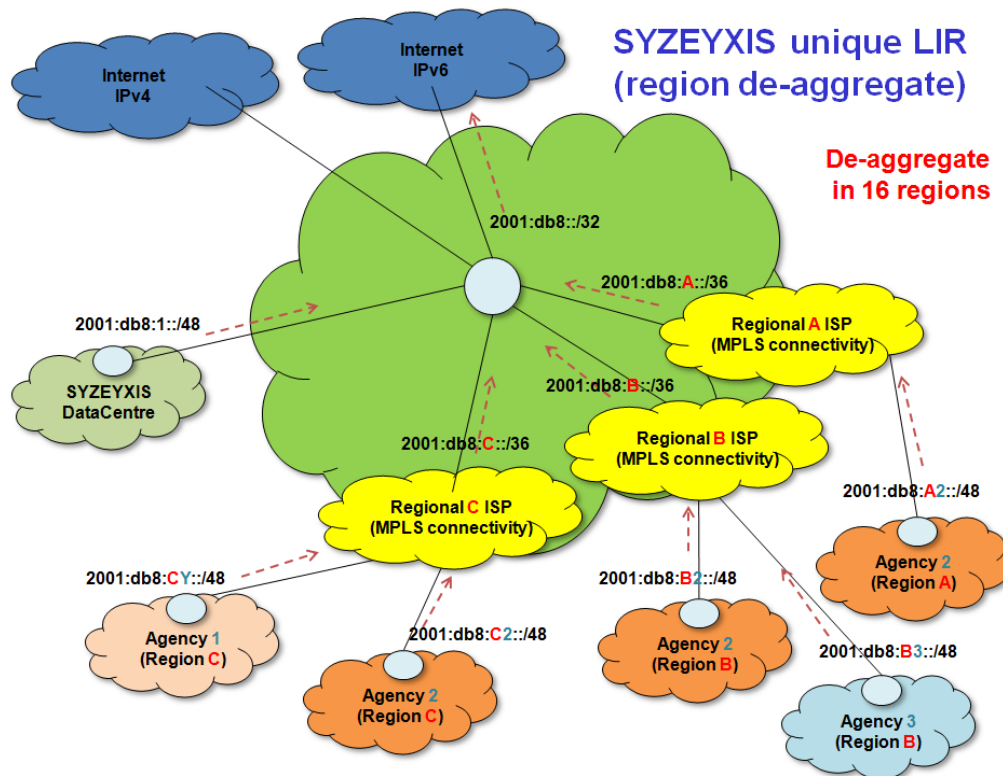 SYZEYXIS unique LIR
(region de-aggregate)
Internet
IPv4
Internet
IPv6
De-aggregate
in 16 regions
2001:db8::/32
2001:db8:A::/36
Regional A ISP
(MPLS connectivity)
2001:db8:1::/48
SYZEYXIS
DataCentre
2001:db8:B::/36
Regional B ISP
(MPLS connectivity)
2001:db8:C::/36
Regional C ISP
(MPLS connectivity)
2001:db8:A2::/48
Agency 2
(Region A)
2001:db8:CY::/48
Agency 1
(Region C)
2001:db8:C2::/48
Agency 2
(Region C)
2001:db8:B2::/48
Agency 2
(Region B)
2001:db8:B3::/48
Agency 3
(Region B)